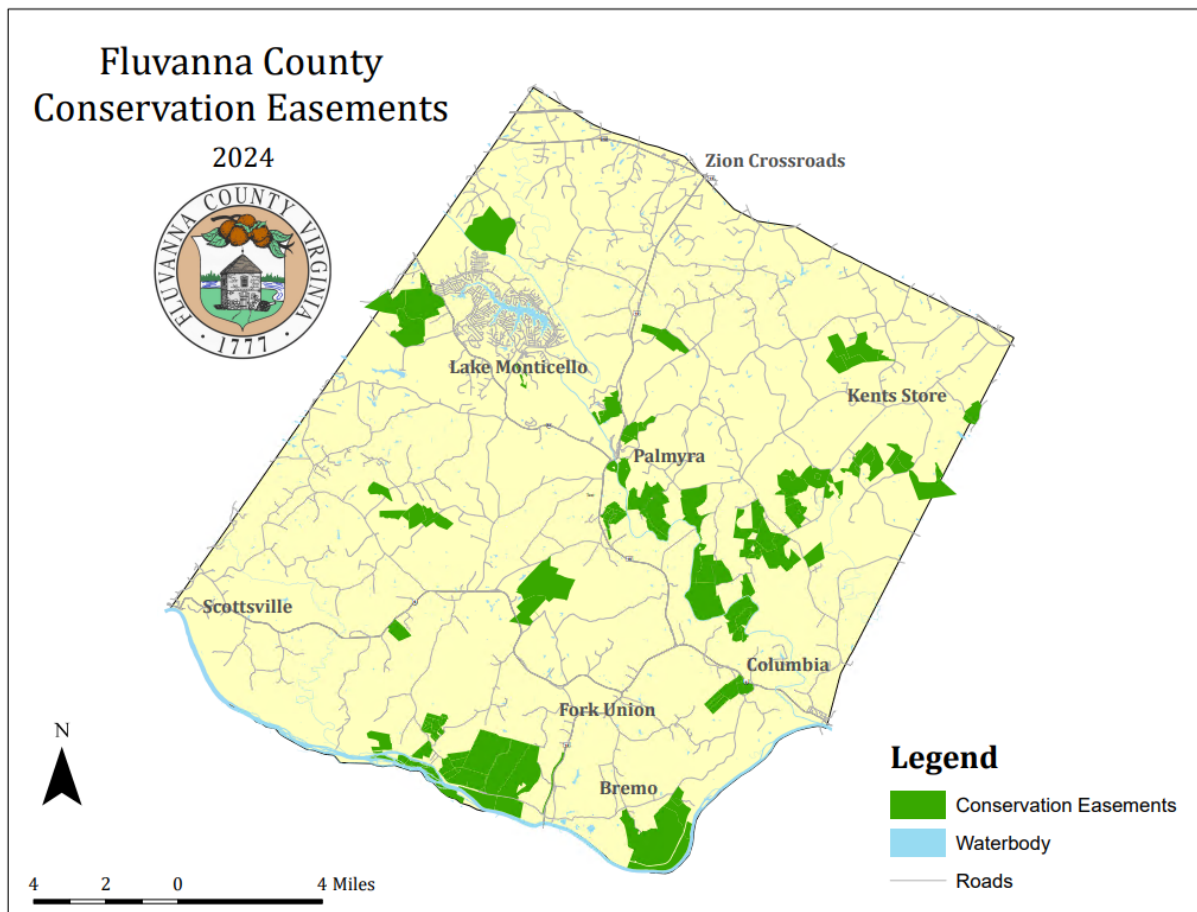 Fluvanna County
Conservation Easements
2024
FLUVANNA COUNTY VIRGINIA
· 1777 ·
Zion Crossroads
Lake Monticello
Kents Store
Palmyra
Scottsville
Columbia
Fork Union
Bremo
N
4 2 0 4 Miles
Legend
Conservation Easements
Waterbody
Roads